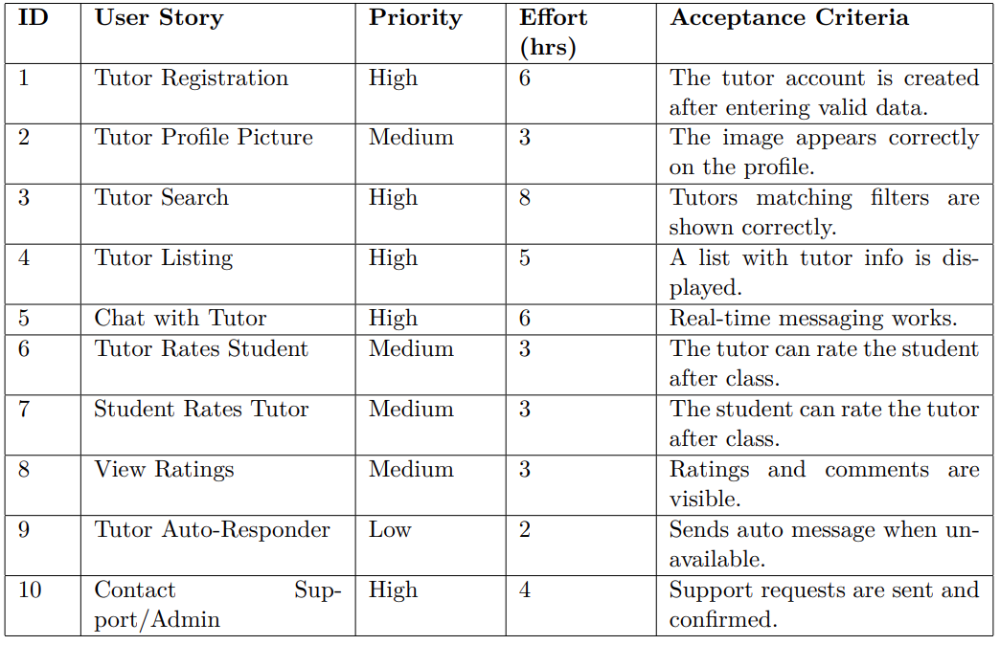 ID User Story Priority Effort (hrs) Acceptance Criteria
1 Tutor Registration High 6 The tutor account is created
after entering valid data.
2 Tutor Profile Picture Medium 3 The image appears correctly
on the profile.
3 Tutor Search High 8 Tutors matching filters are
shown correctly.
4 Tutor Listing High 5 A list with tutor info is dis-
played.
5 Chat with Tutor High 6 Real-time messaging works.
6 Tutor Rates Student Medium 3 The tutor can rate the student
after class.
7 Student Rates Tutor Medium 3 The student can rate the tutor
after class.
8 View Ratings Medium 3 Ratings and comments are
visible.
9 Tutor Auto-Responder Low 2 Sends auto message when un-
available.
10 Contact Sup- High 4 Support requests are sent and
port/Admin confirmed.